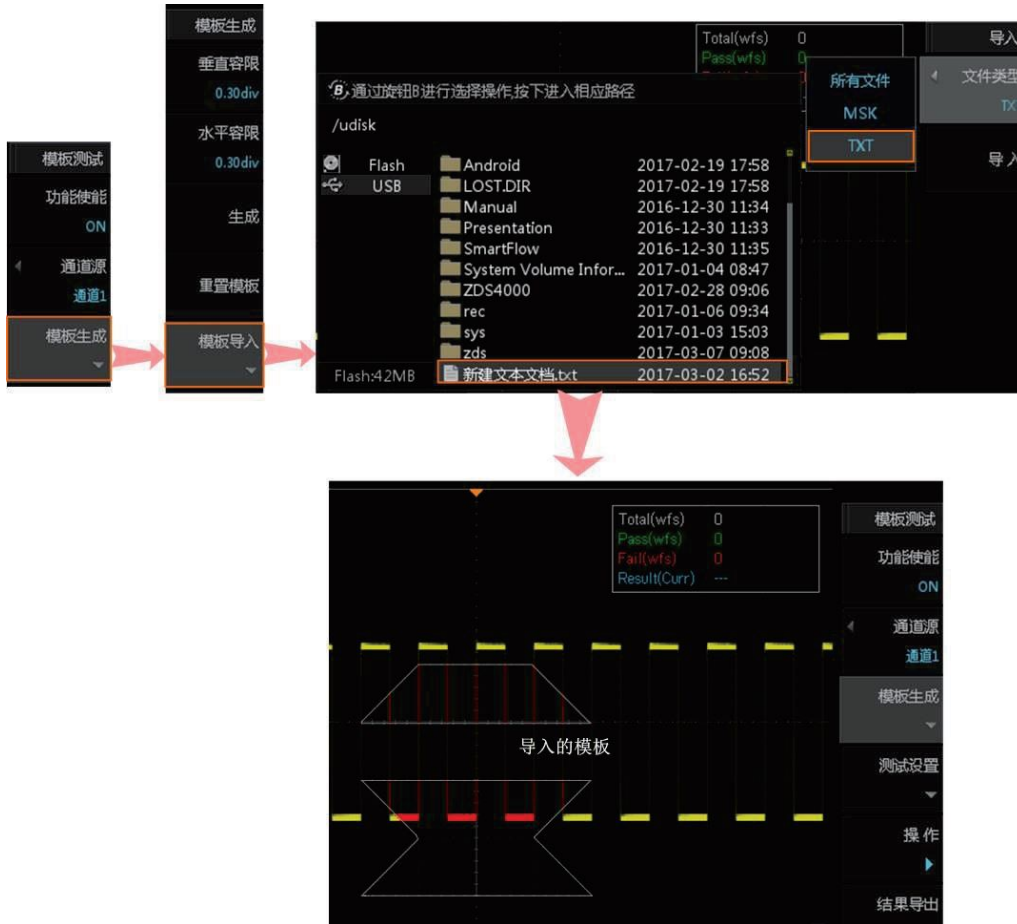 模板测试
功能使能
ON
通道源
通道1
模板生成
模板生成
垂直容限
0.30div
水平容限
0.30div
生成
重置模板
模板导入
Total(wfs) 0
Pass(wfs) 0
B 通过旋钮B进行选择操作,按下进入相应路径
/udisk
Flash
USB
Android 2017-02-19 17:58
LOST.DIR 2017-02-19 17:58
Manual 2016-12-30 11:34
Presentation 2016-12-30 11:33
SmartFlow 2016-12-30 11:35
System Volume Infor... 2017-01-04 08:47
ZDS4000 2017-02-28 09:06
rec 2017-01-06 09:34
sys 2017-01-03 15:03
zds 2017-03-07 09:08
新建文本文档.txt 2017-03-02 16:52
Flash:42MB
所有文件
MSK
TXT
导入
文件类型
TX
导入
Total(wfs) 0
Pass(wfs) 0
Fail(wfs) 0
Result(Curr) ---
导入的模板
模板测试
功能使能
ON
通道源
通道1
模板生成
测试设置
操作
结果导出